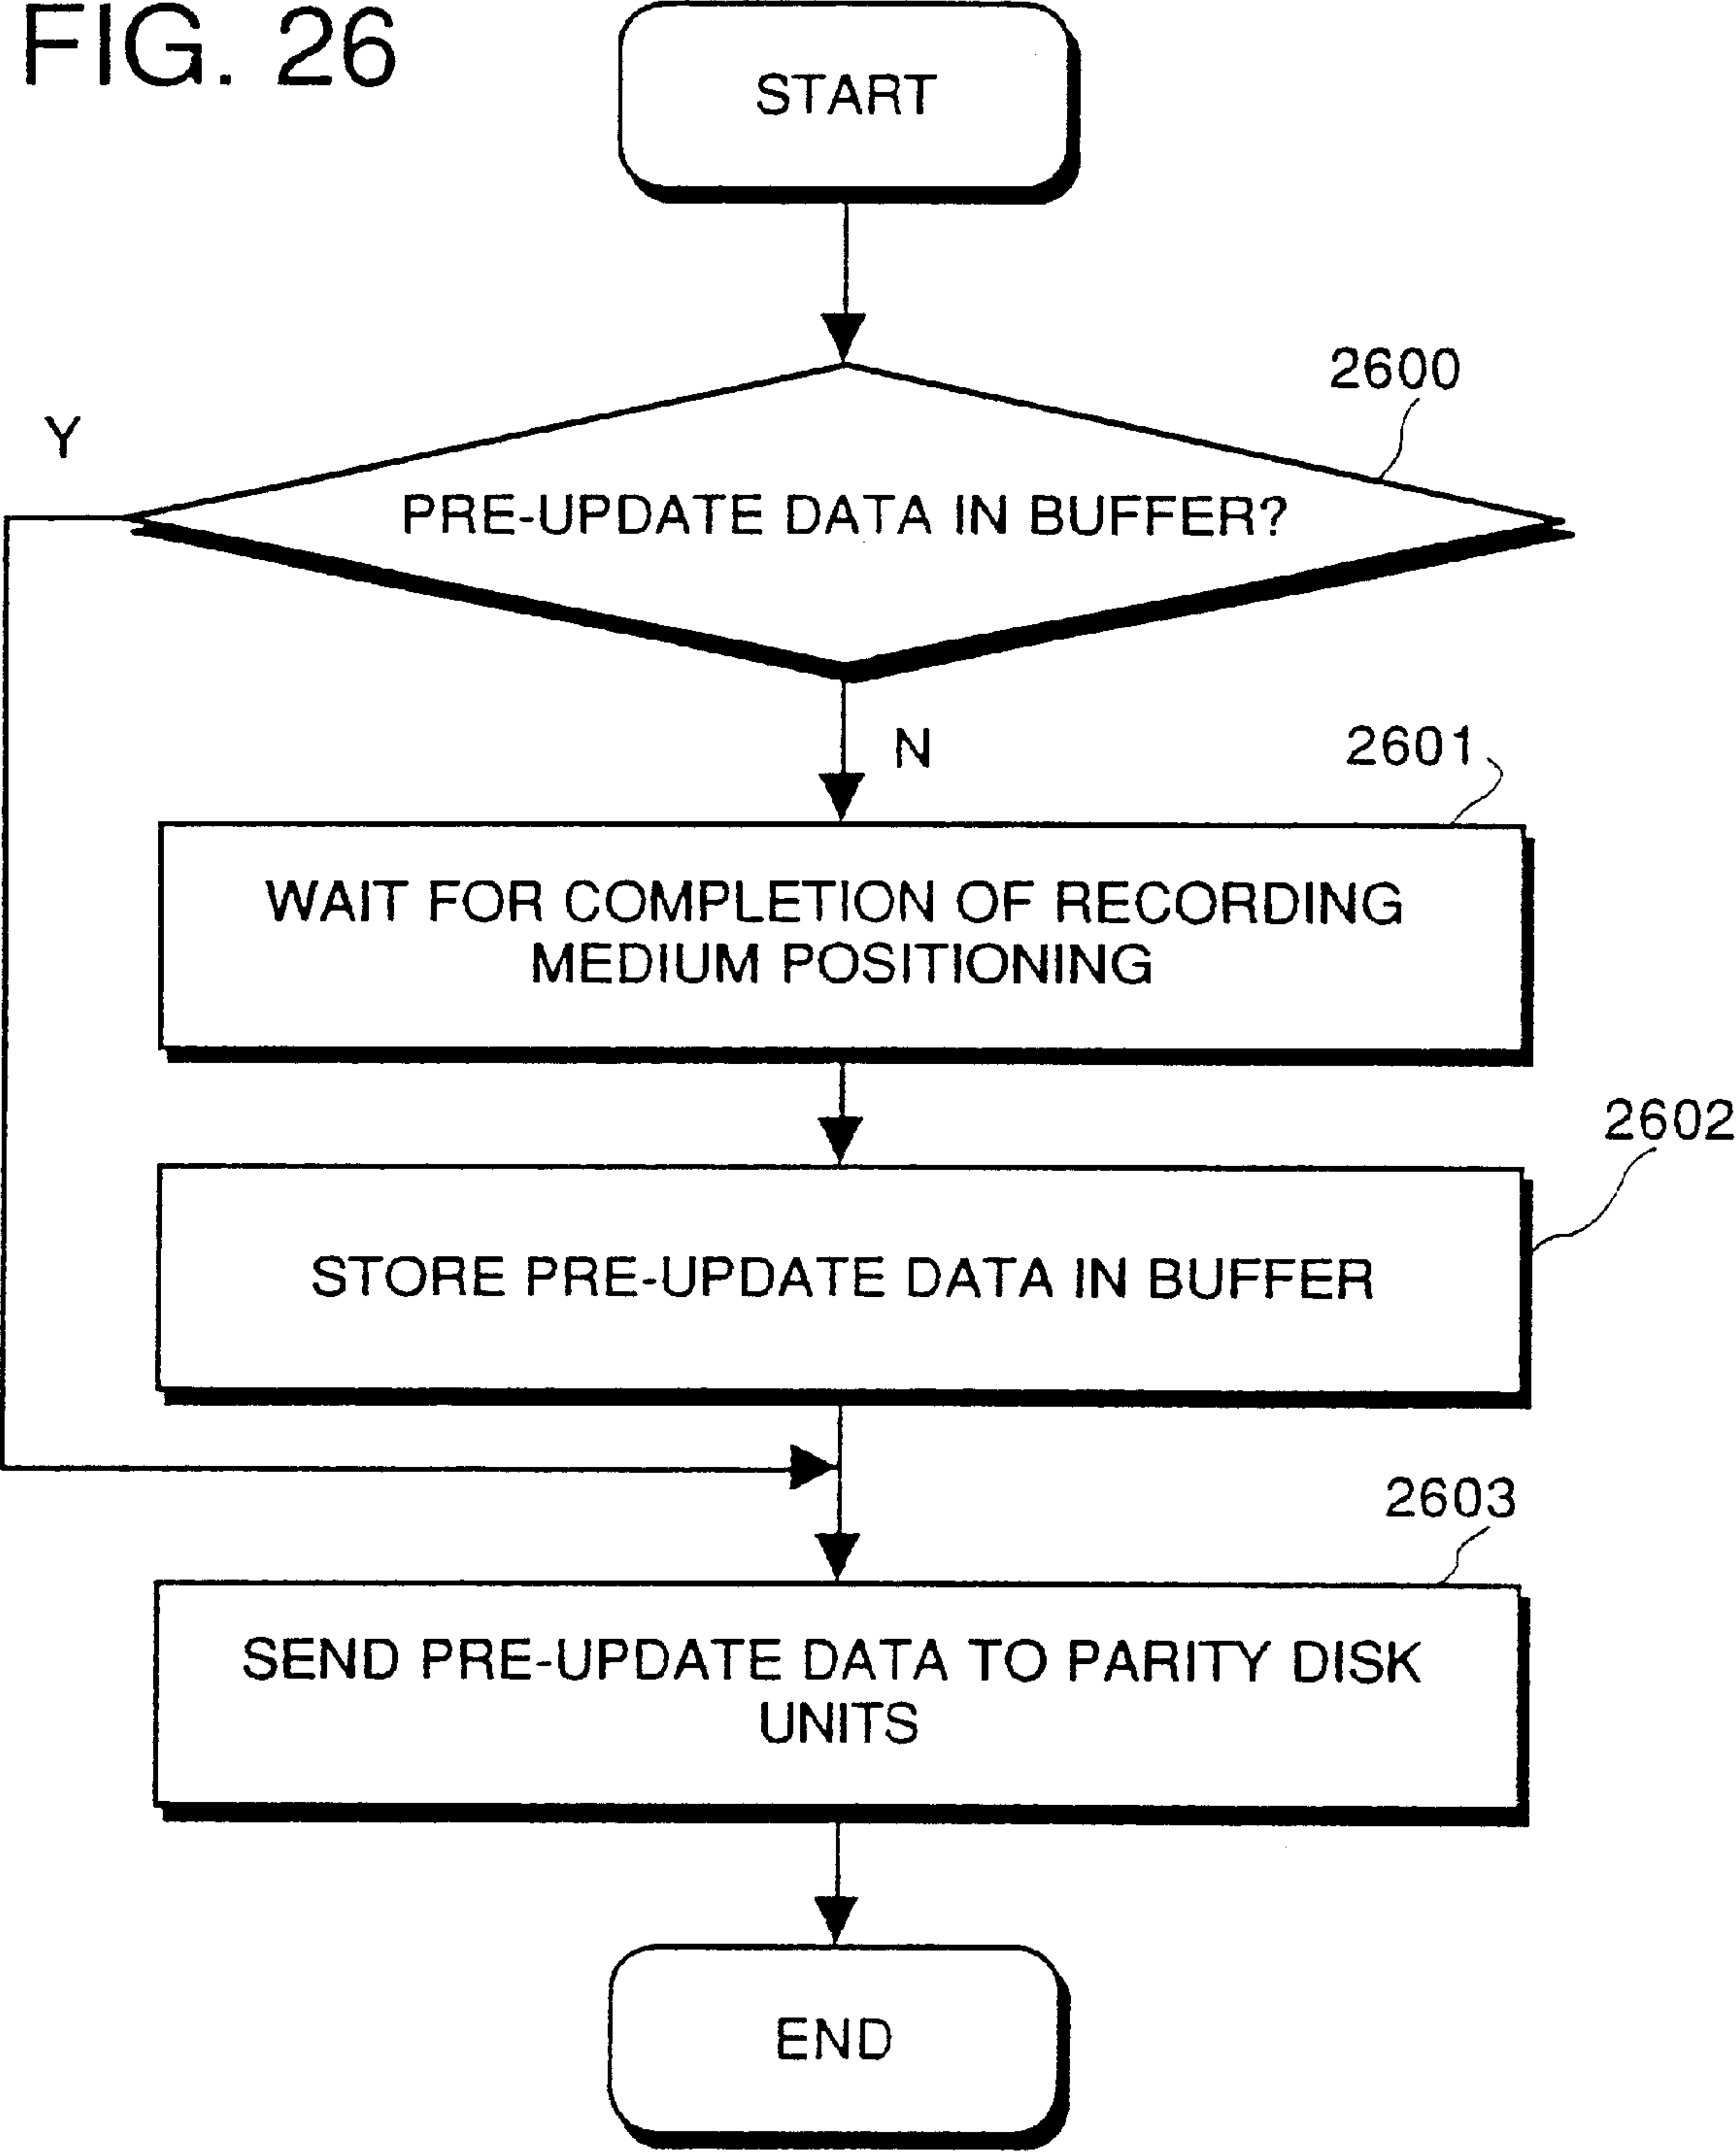 FIG. 26
START
2600
Y
PRE-UPDATE DATA IN BUFFER?
N
2601
WAIT FOR COMPLETION OF RECORDING
MEDIUM POSITIONING
2602
STORE PRE-UPDATE DATA IN BUFFER
2603
SEND PRE-UPDATE DATA TO PARITY DISK
UNITS
END